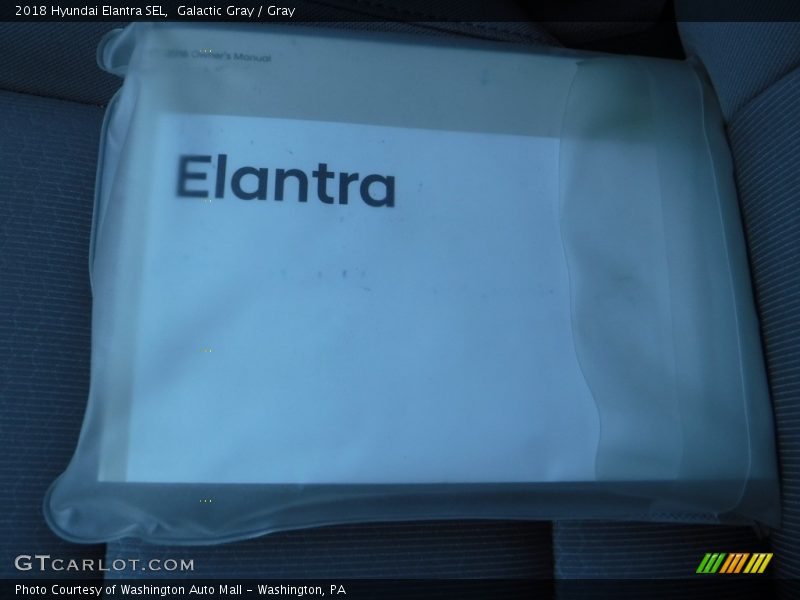 2018 Hyundai Elantra SEL,  Galactic Gray / Gray
Owner's Manual
Elantra
GTCARLOT.COM
Photo Courtesy of Washington Auto Mall - Washington, PA